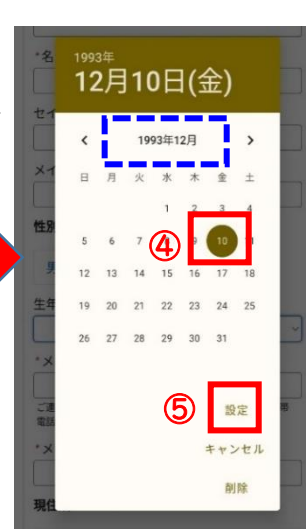 *名
1993年
12月10日(金)
セイ
1993年12月
メイ
日 月 火 水 木 金 土
1 2 3 4
性別
5 6 7 ④ 9 10
男
12 13 14 15 16 17 18
生年
19 20 21 22 23 24 25
26 27 28 29 30 31
*メ
⑤ 設定
ご連
電話
帯
*メ
キャンセル
削除
現住